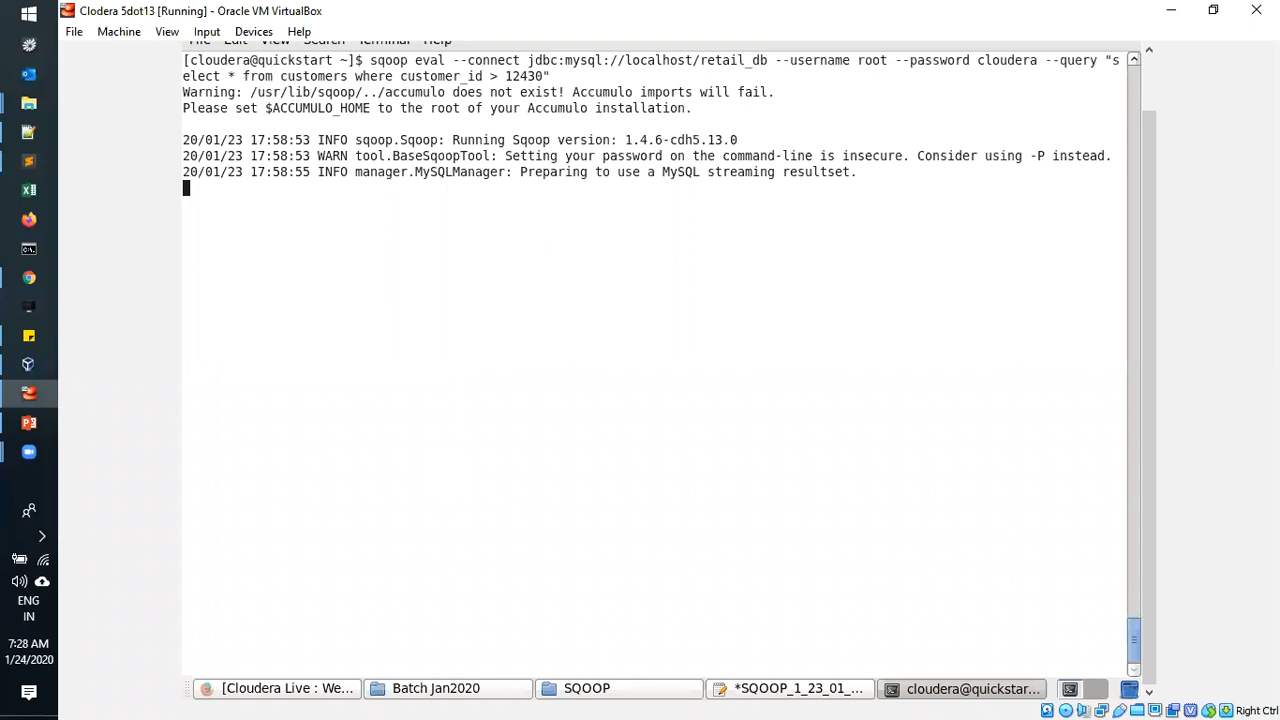 Clodera 5dot13 [Running] - Oracle VM VirtualBox
File Machine View Input Devices Help
File Edit View Search Terminal Help
[cloudera@quickstart ~]$ sqoop eval --connect jdbc:mysql://localhost/retail_db --username root --password cloudera --query "s
elect * from customers where customer_id > 12430"
Warning: /usr/lib/sqoop/../accumulo does not exist! Accumulo imports will fail.
Please set $ACCUMULO_HOME to the root of your Accumulo installation.
20/01/23 17:58:53 INFO sqoop.Sqoop: Running Sqoop version: 1.4.6-cdh5.13.0
20/01/23 17:58:53 WARN tool.BaseSqoopTool: Setting your password on the command-line is insecure. Consider using -P instead.
20/01/23 17:58:55 INFO manager.MySQLManager: Preparing to use a MySQL streaming resultset.
ENG
IN
7:28 AM
1/24/2020
[Cloudera Live : We... Batch Jan2020 SQOOP *SQOOP_1_23_01_... cloudera@quickstar...
Right Ctrl